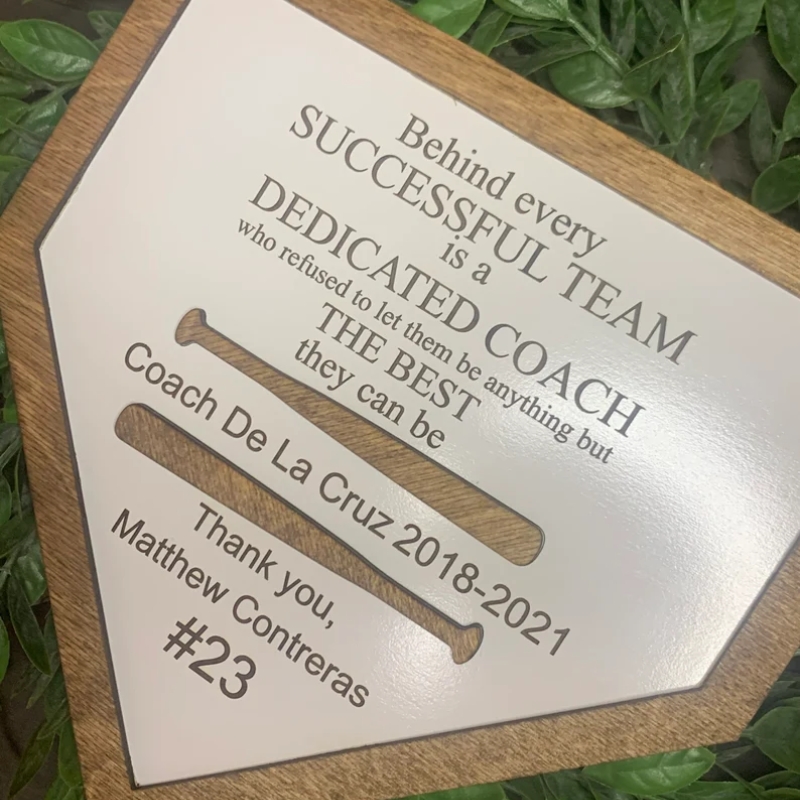 Behind every
SUCCESSFUL TEAM
is a
DEDICATED COACH
who refused to let them be anything but
THE BEST
they can be
Coach De La Cruz 2018-2021
Thank you,
Matthew Contreras
#23